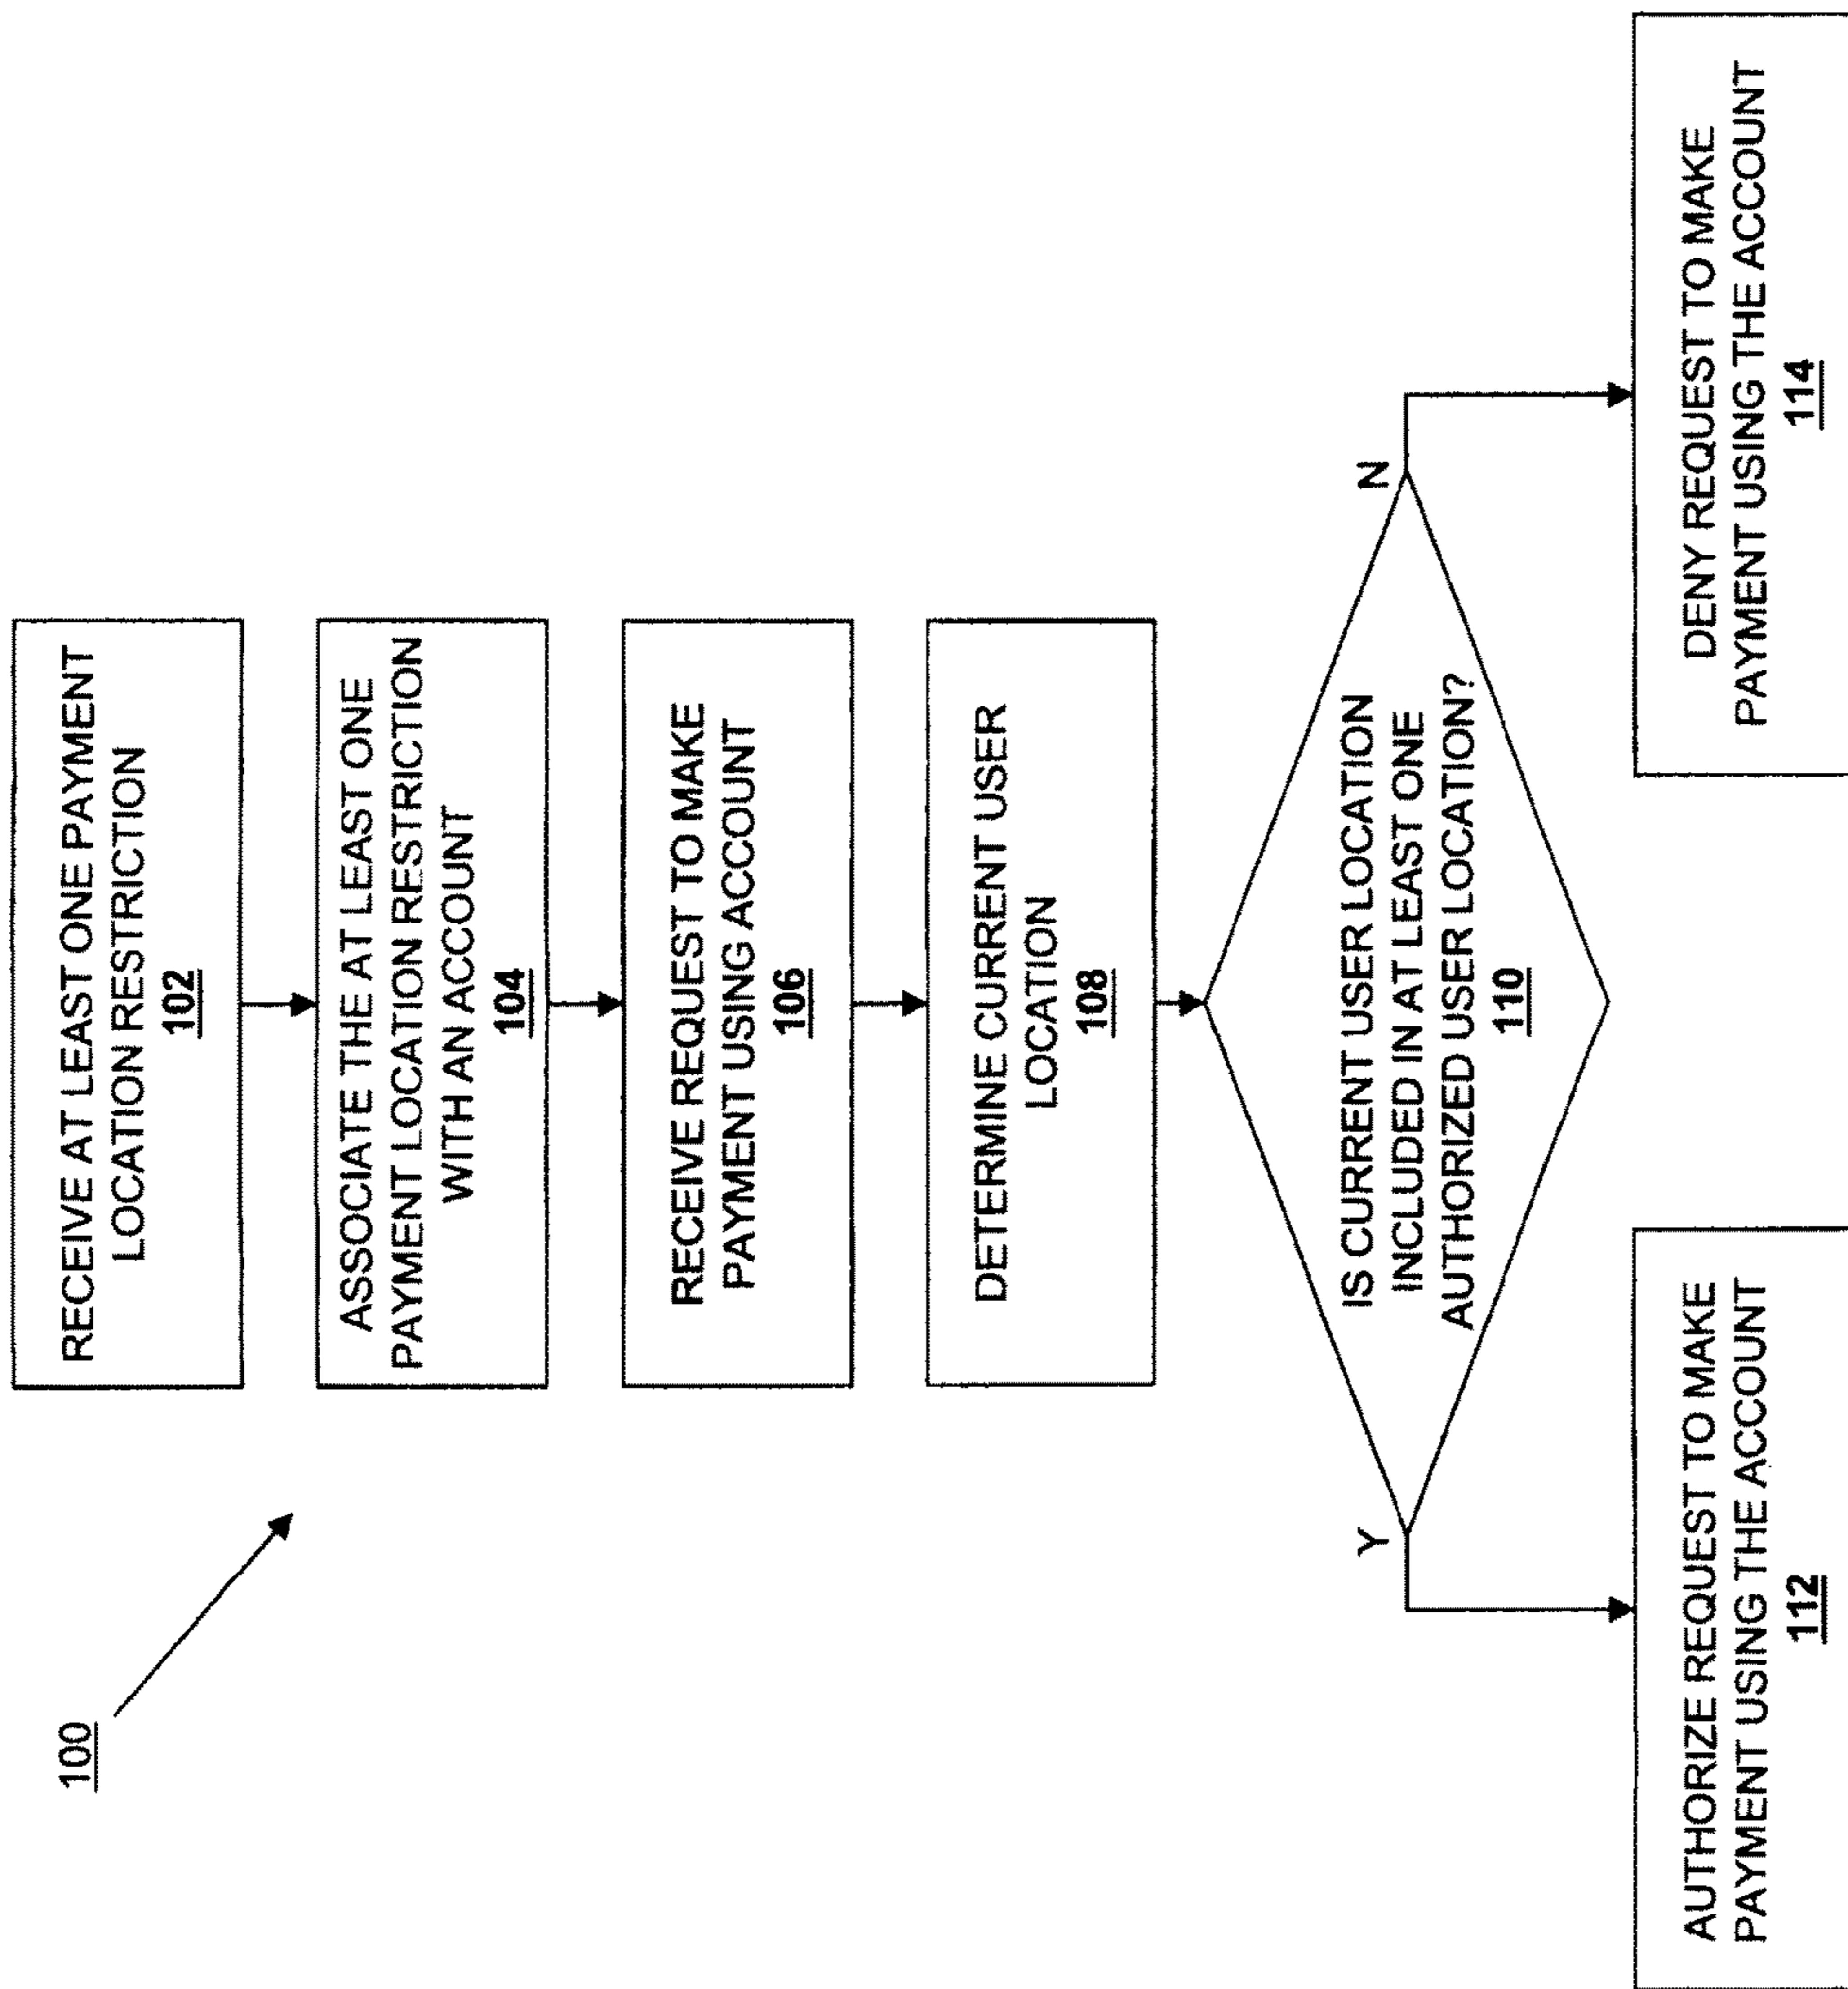 100
RECEIVE AT LEAST ONE PAYMENT
LOCATION RESTRICTION
102
ASSOCIATE THE AT LEAST ONE
PAYMENT LOCATION RESTRICTION
WITH AN ACCOUNT
104
RECEIVE REQUEST TO MAKE
PAYMENT USING ACCOUNT
106
DETERMINE CURRENT USER
LOCATION
108
IS CURRENT USER LOCATION
INCLUDED IN AT LEAST ONE
AUTHORIZED USER LOCATION?
110
Y
N
AUTHORIZE REQUEST TO MAKE
PAYMENT USING THE ACCOUNT
112
DENY REQUEST TO MAKE
PAYMENT USING THE ACCOUNT
114